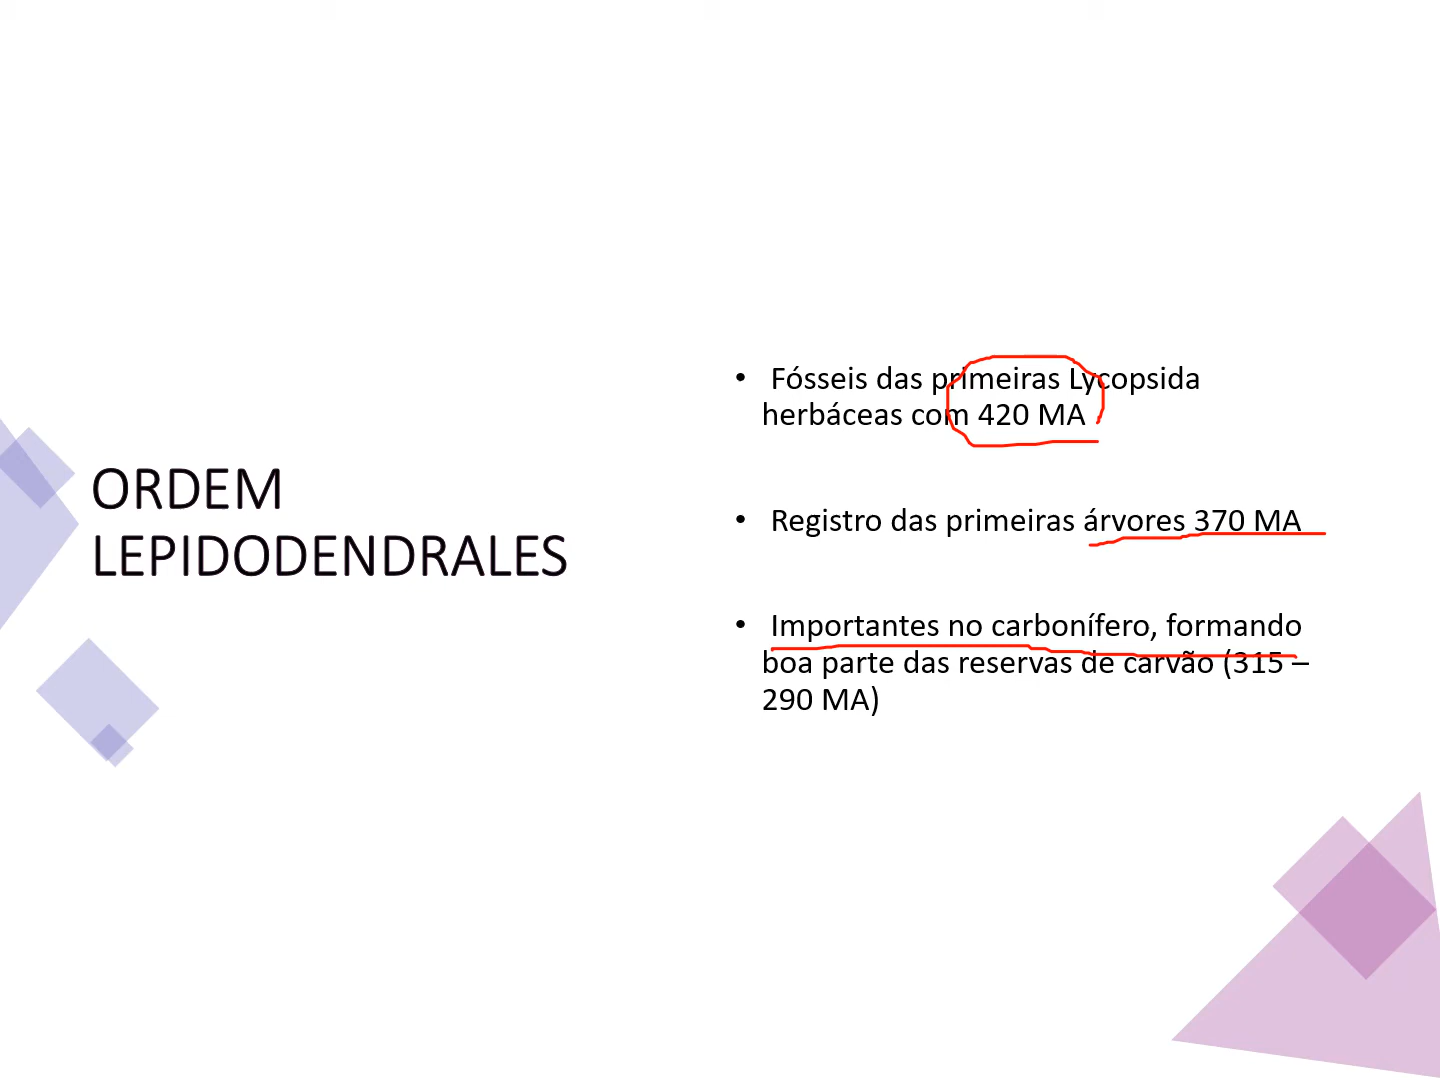 ORDEM
LEPIDODENDRALES
• Fósseis das primeiras Lycopsida
herbáceas com 420 MA
• Registro das primeiras árvores 370 MA
• Importantes no carbonífero, formando
boa parte das reservas de carvão (315 –
290 MA)